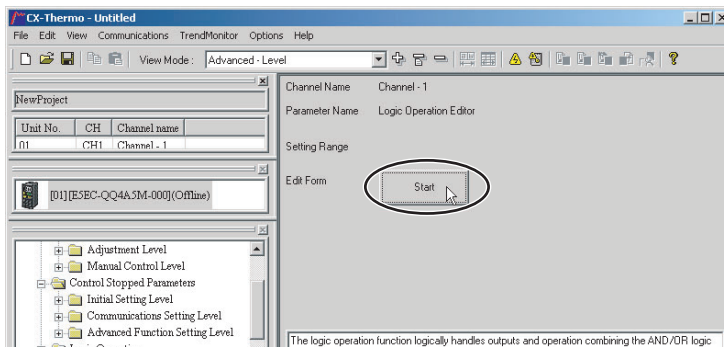 CX-Thermo - Untitled
File Edit View Communications TrendMonitor Options Help
View Mode : Advanced - Level
NewProject
Unit No. CH Channel name
01 CH1 Channel - 1
[01][E5EC-QQ4A5M-000](Offline)
Adjustment Level
Manual Control Level
Control Stopped Parameters
Initial Setting Level
Communications Setting Level
Advanced Function Setting Level
Channel Name Channel - 1
Parameter Name Logic Operation Editor
Setting Range
Edit Form Start
The logic operation function logically handles outputs and operation combining the AND/OR logic